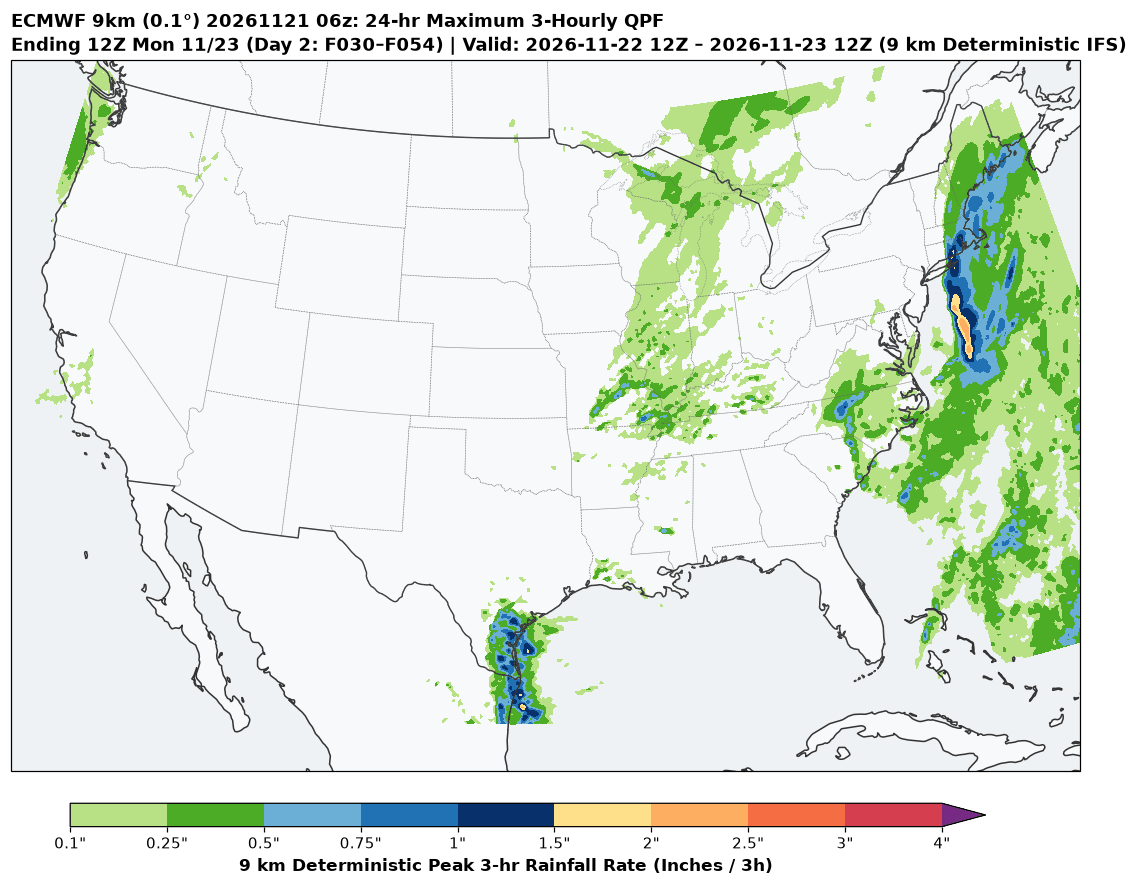 ECMWF 9km (0.1°) 20261121 06z: 24-hr Maximum 3-Hourly QPF
Ending 12Z Mon 11/23 (Day 2: F030–F054) | Valid: 2026-11-22 12Z – 2026-11-23 12Z (9 km Deterministic IFS)
0.1" 0.25" 0.5" 0.75" 1" 1.5" 2" 2.5" 3" 4"
9 km Deterministic Peak 3-hr Rainfall Rate (Inches / 3h)